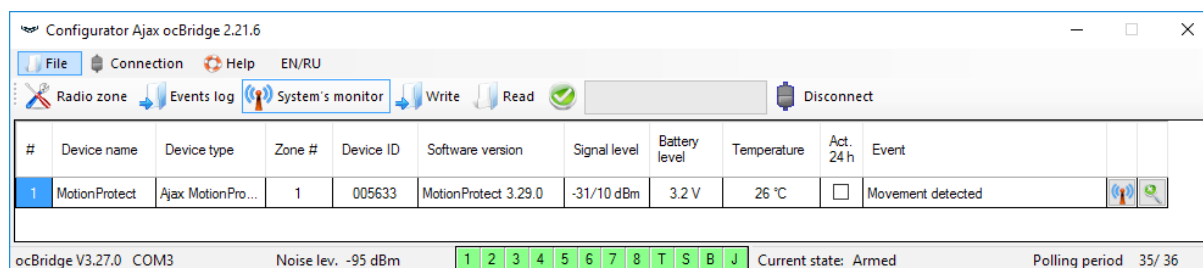 Configurator Ajax ocBridge 2.21.6
File Connection Help EN/RU
Radio zone Events log System's monitor Write Read Disconnect
# Device name Device type Zone # Device ID Software version Signal level Battery level Temperature Act. 24 h Event
1 MotionProtect Ajax MotionPro... 1 005633 MotionProtect 3.29.0 -31/10 dBm 3.2 V 26 °C Movement detected
ocBridge V3.27.0 COM3 Noise lev. -95 dBm 1 2 3 4 5 6 7 8 T S B J Current state: Armed Polling period 35/ 36